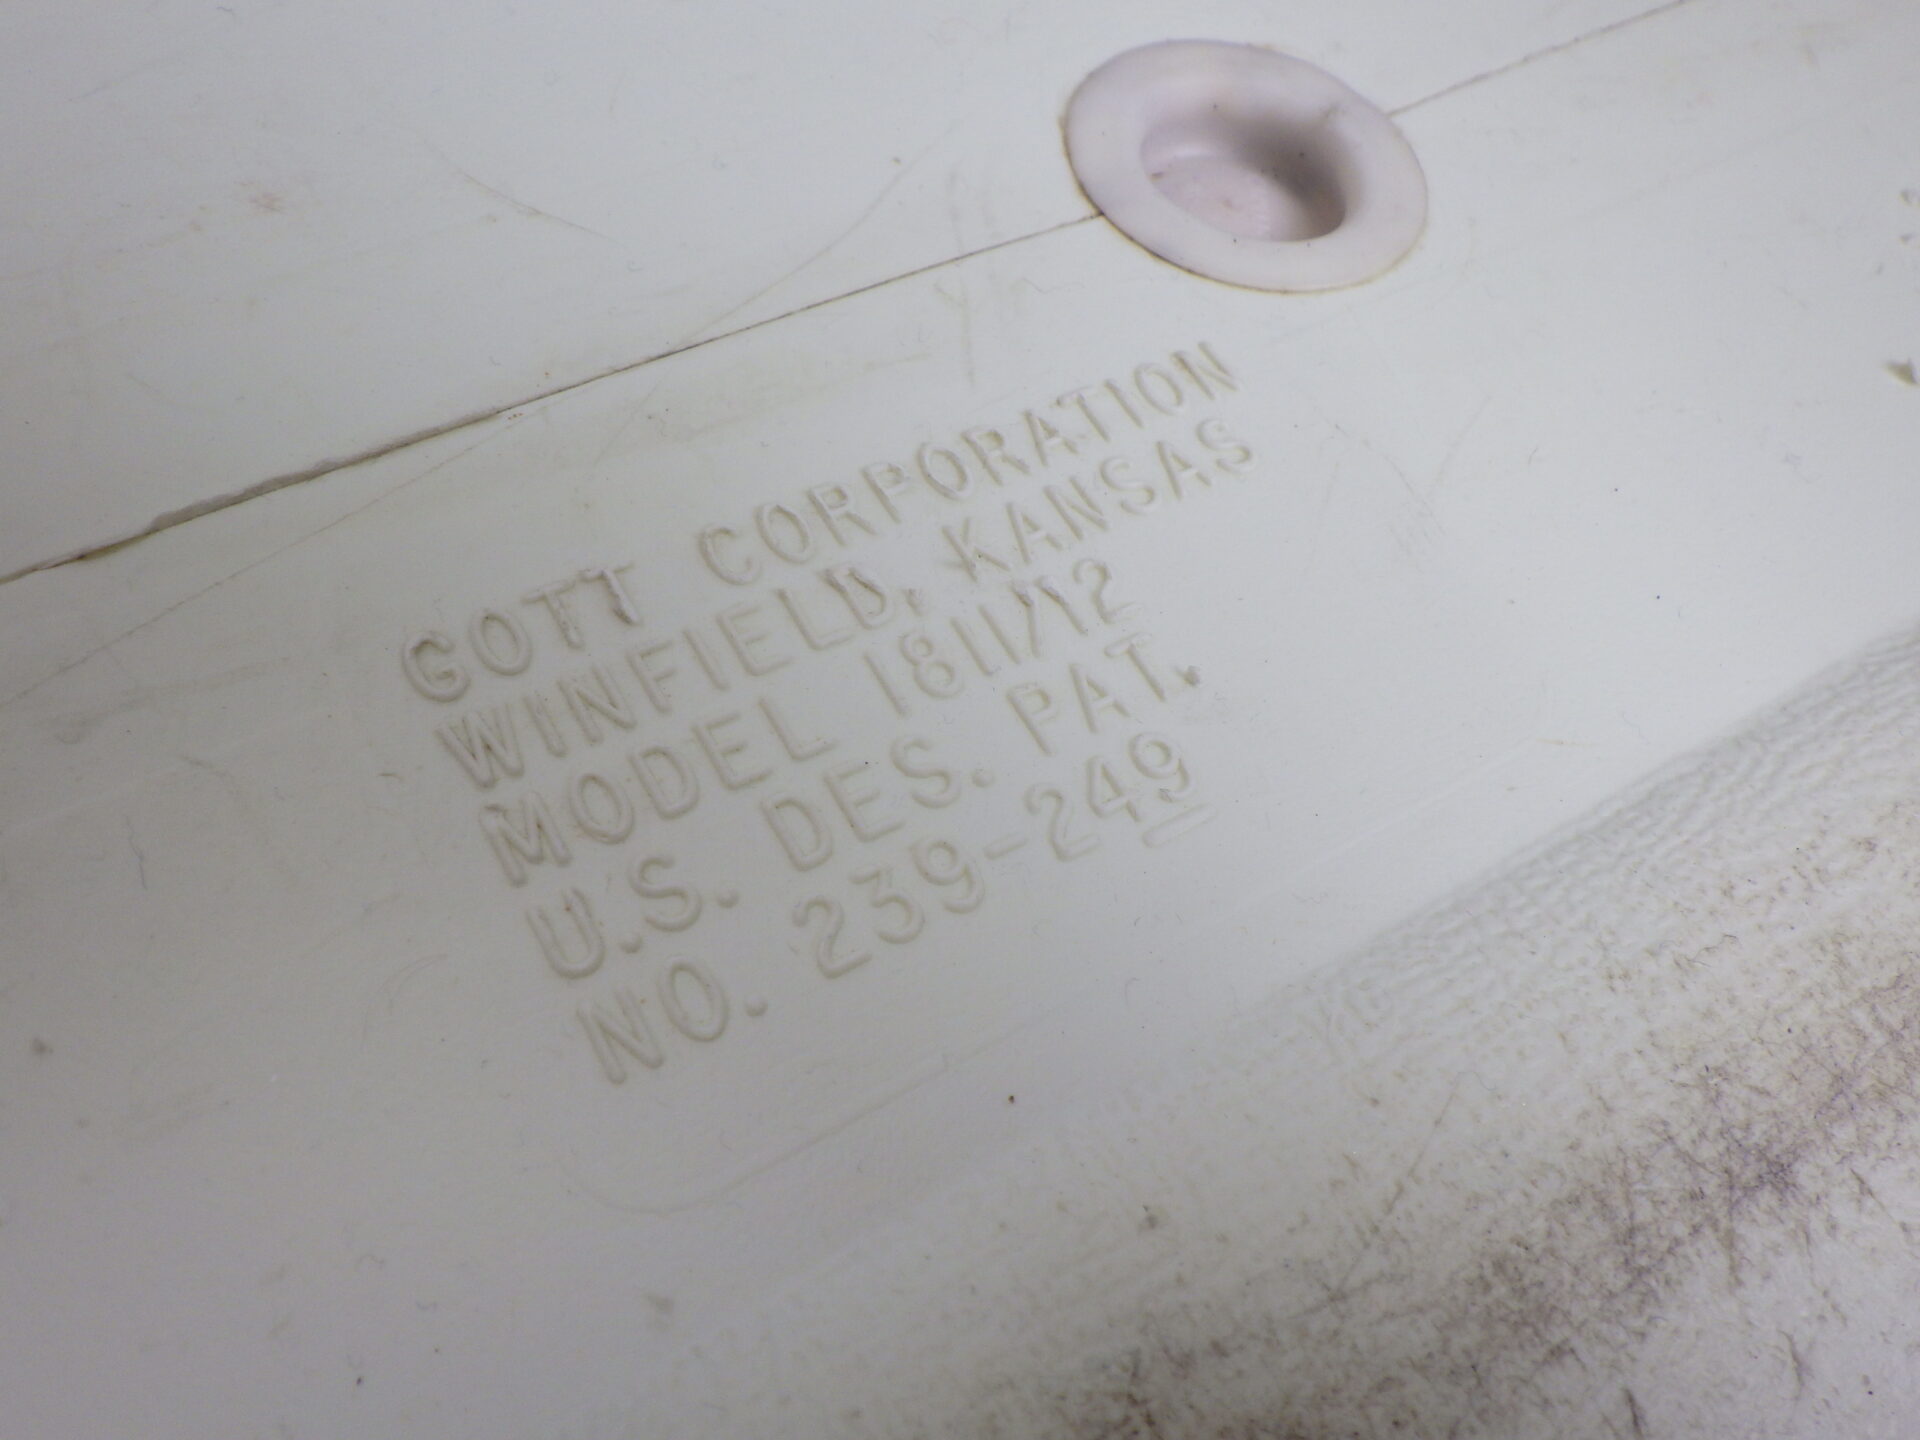 GOTT CORPORATION
WINFIELD, KANSAS
MODEL 1811/12
U.S. DES. PAT.
NO. 239-249